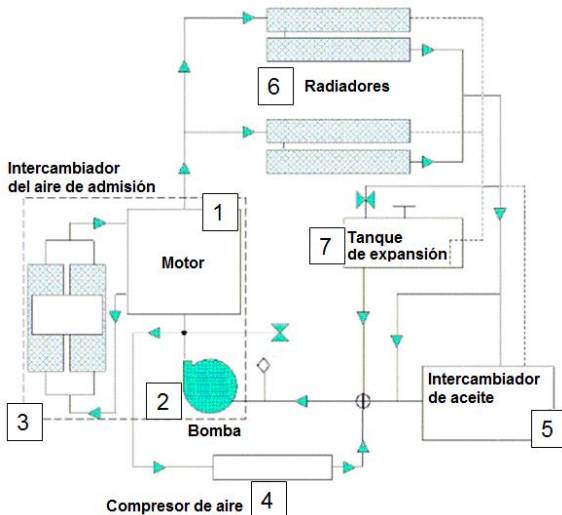 6
Radiadores
Intercambiador
del aire de admisión
1
Motor
7
Tanque
de expansión
2
3
Bomba
Intercambiador
de aceite
5
4
Compresor de aire